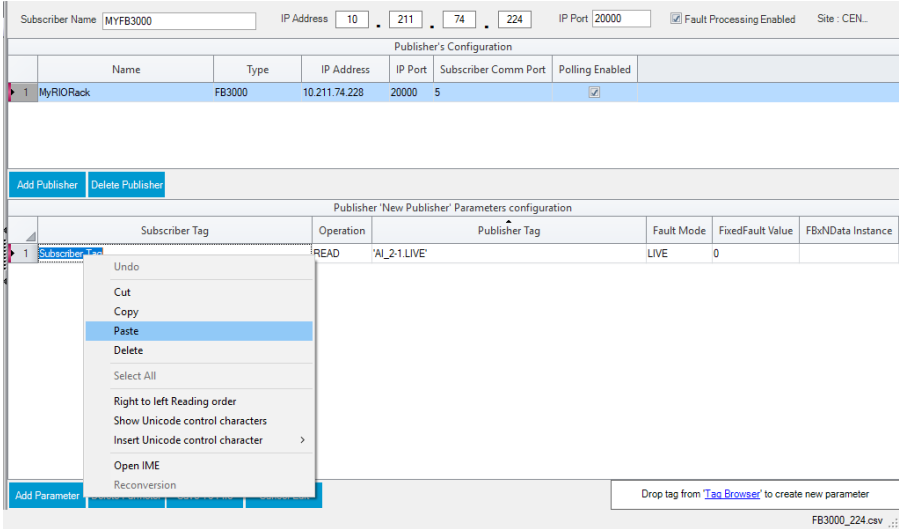 Subscriber Name MYFB3000 IP Address 10 . 211 . 74 . 224 IP Port 20000 Fault Processing Enabled Site : CEN...
Publisher's Configuration
Name Type IP Address IP Port Subscriber Comm Port Polling Enabled
1 MyRIORack FB3000 10.211.74.228 20000 5
Add Publisher Delete Publisher
Publisher 'New Publisher' Parameters configuration
Subscriber Tag Operation Publisher Tag Fault Mode FixedFault Value FBxNData Instance
1 Subscriber Tag READ 'AI_2-1.LIVE' LIVE 0
Undo
Cut
Copy
Paste
Delete
Select All
Right to left Reading order
Show Unicode control characters
Insert Unicode control character >
Open IME
Reconversion
Add Parameter
Drop tag from 'Tag Browser' to create new parameter
FB3000_224.csv